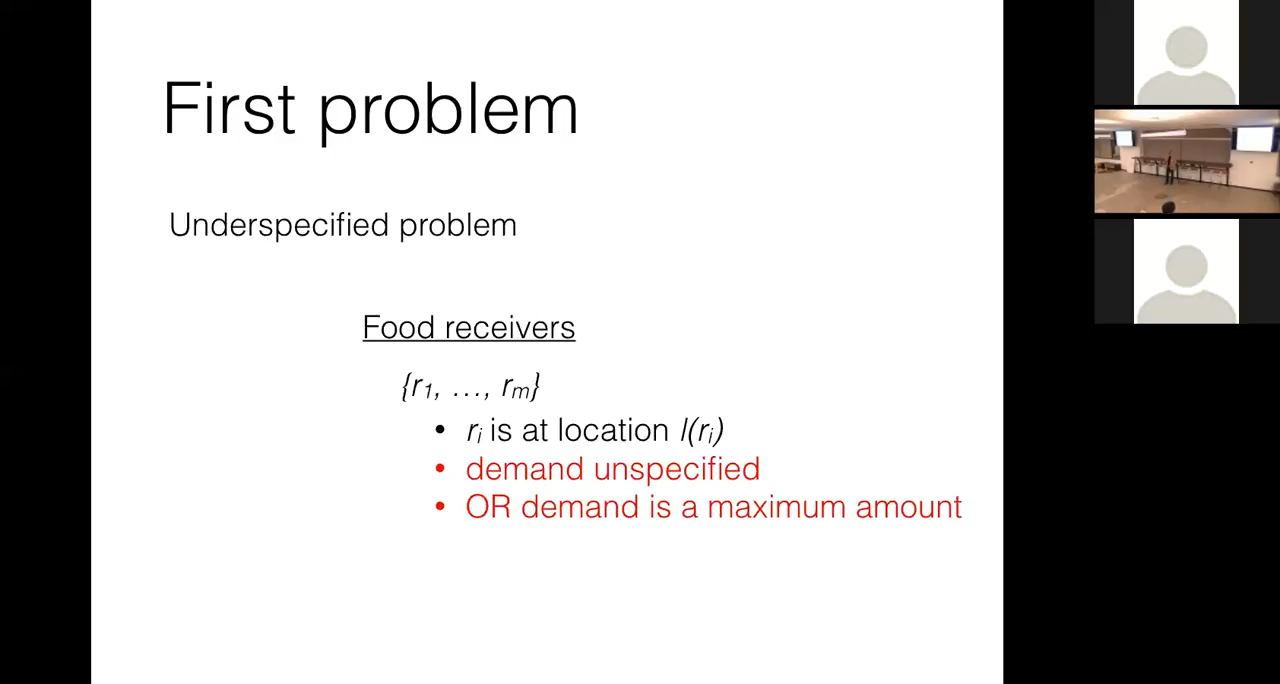 First problem
Underspecified problem
Food receivers
{r1, …, rm}
• ri is at location l(ri)
• demand unspecified
• OR demand is a maximum amount